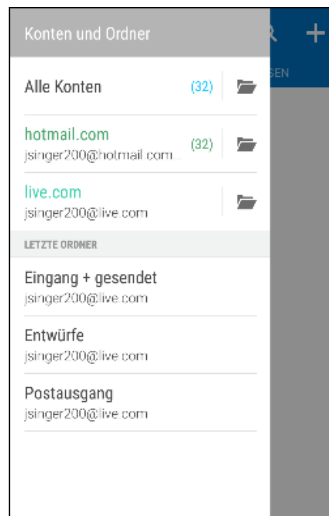 Konten und Ordner
SEN
Alle Konten (32)
hotmail.com (32)
jsinger200@hotmail.com...
live.com
jsinger200@live.com
LETZTE ORDNER
Eingang + gesendet
jsinger200@live.com
Entwürfe
jsinger200@live.com
Postausgang
jsinger200@live.com